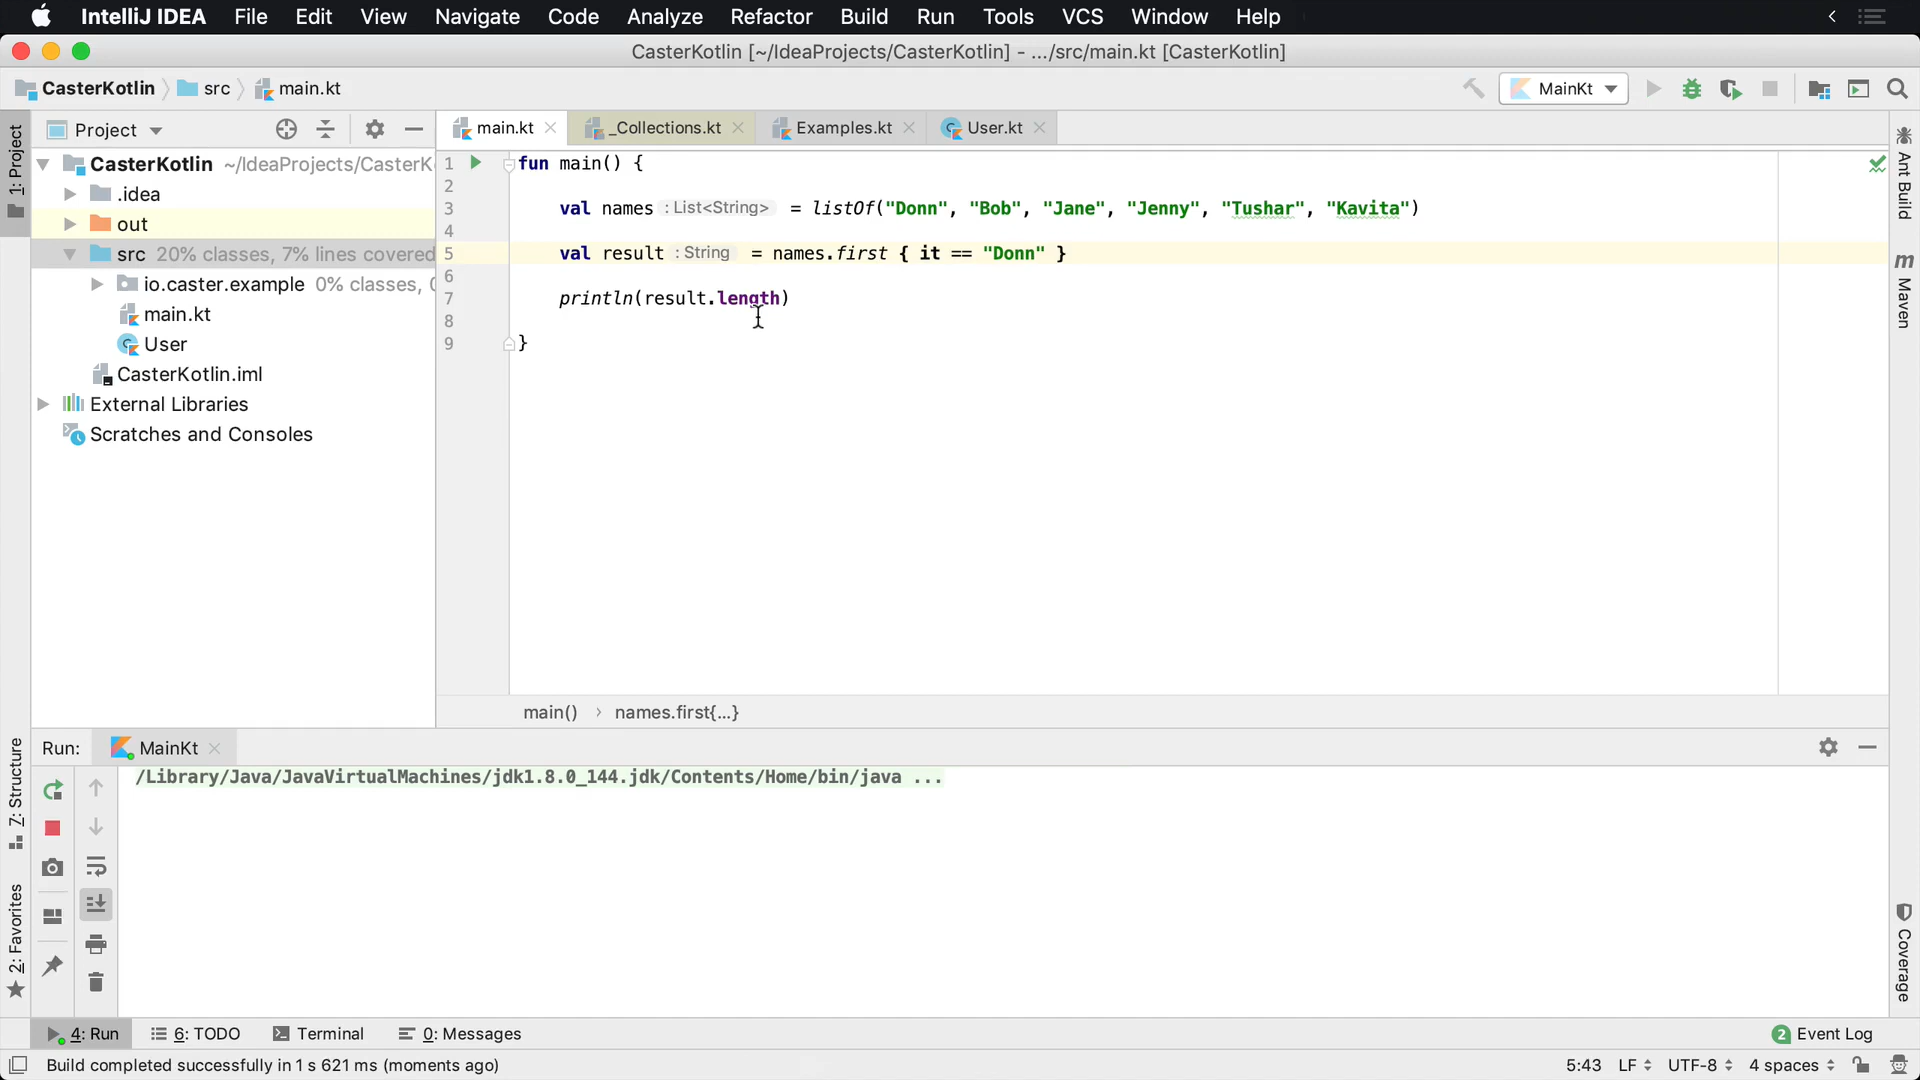 IntelliJ IDEA File Edit View Navigate Code Analyze Refactor Build Run Tools VCS Window Help
CasterKotlin [~/IdeaProjects/CasterKotlin] - .../src/main.kt [CasterKotlin]
CasterKotlin src main.kt MainKt
1: Project
Project
CasterKotlin ~/IdeaProjects/CasterK
.idea
out
src 20% classes, 7% lines covered
io.caster.example 0% classes, 0
main.kt
User
CasterKotlin.iml
External Libraries
Scratches and Consoles
main.kt _Collections.kt Examples.kt User.kt
1 fun main() {
2
3 val names : List<String> = listOf("Donn", "Bob", "Jane", "Jenny", "Tushar", "Kavita")
4
5 val result : String = names.first { it == "Donn" }
6
7 println(result.length)
8
9 }
main() › names.first{...}
Ant Build
m Maven
Coverage
Z: Structure
2: Favorites
Run: MainKt
/Library/Java/JavaVirtualMachines/jdk1.8.0_144.jdk/Contents/Home/bin/java ...
4: Run 6: TODO Terminal 0: Messages 2 Event Log
Build completed successfully in 1 s 621 ms (moments ago) 5:43 LF UTF-8 4 spaces